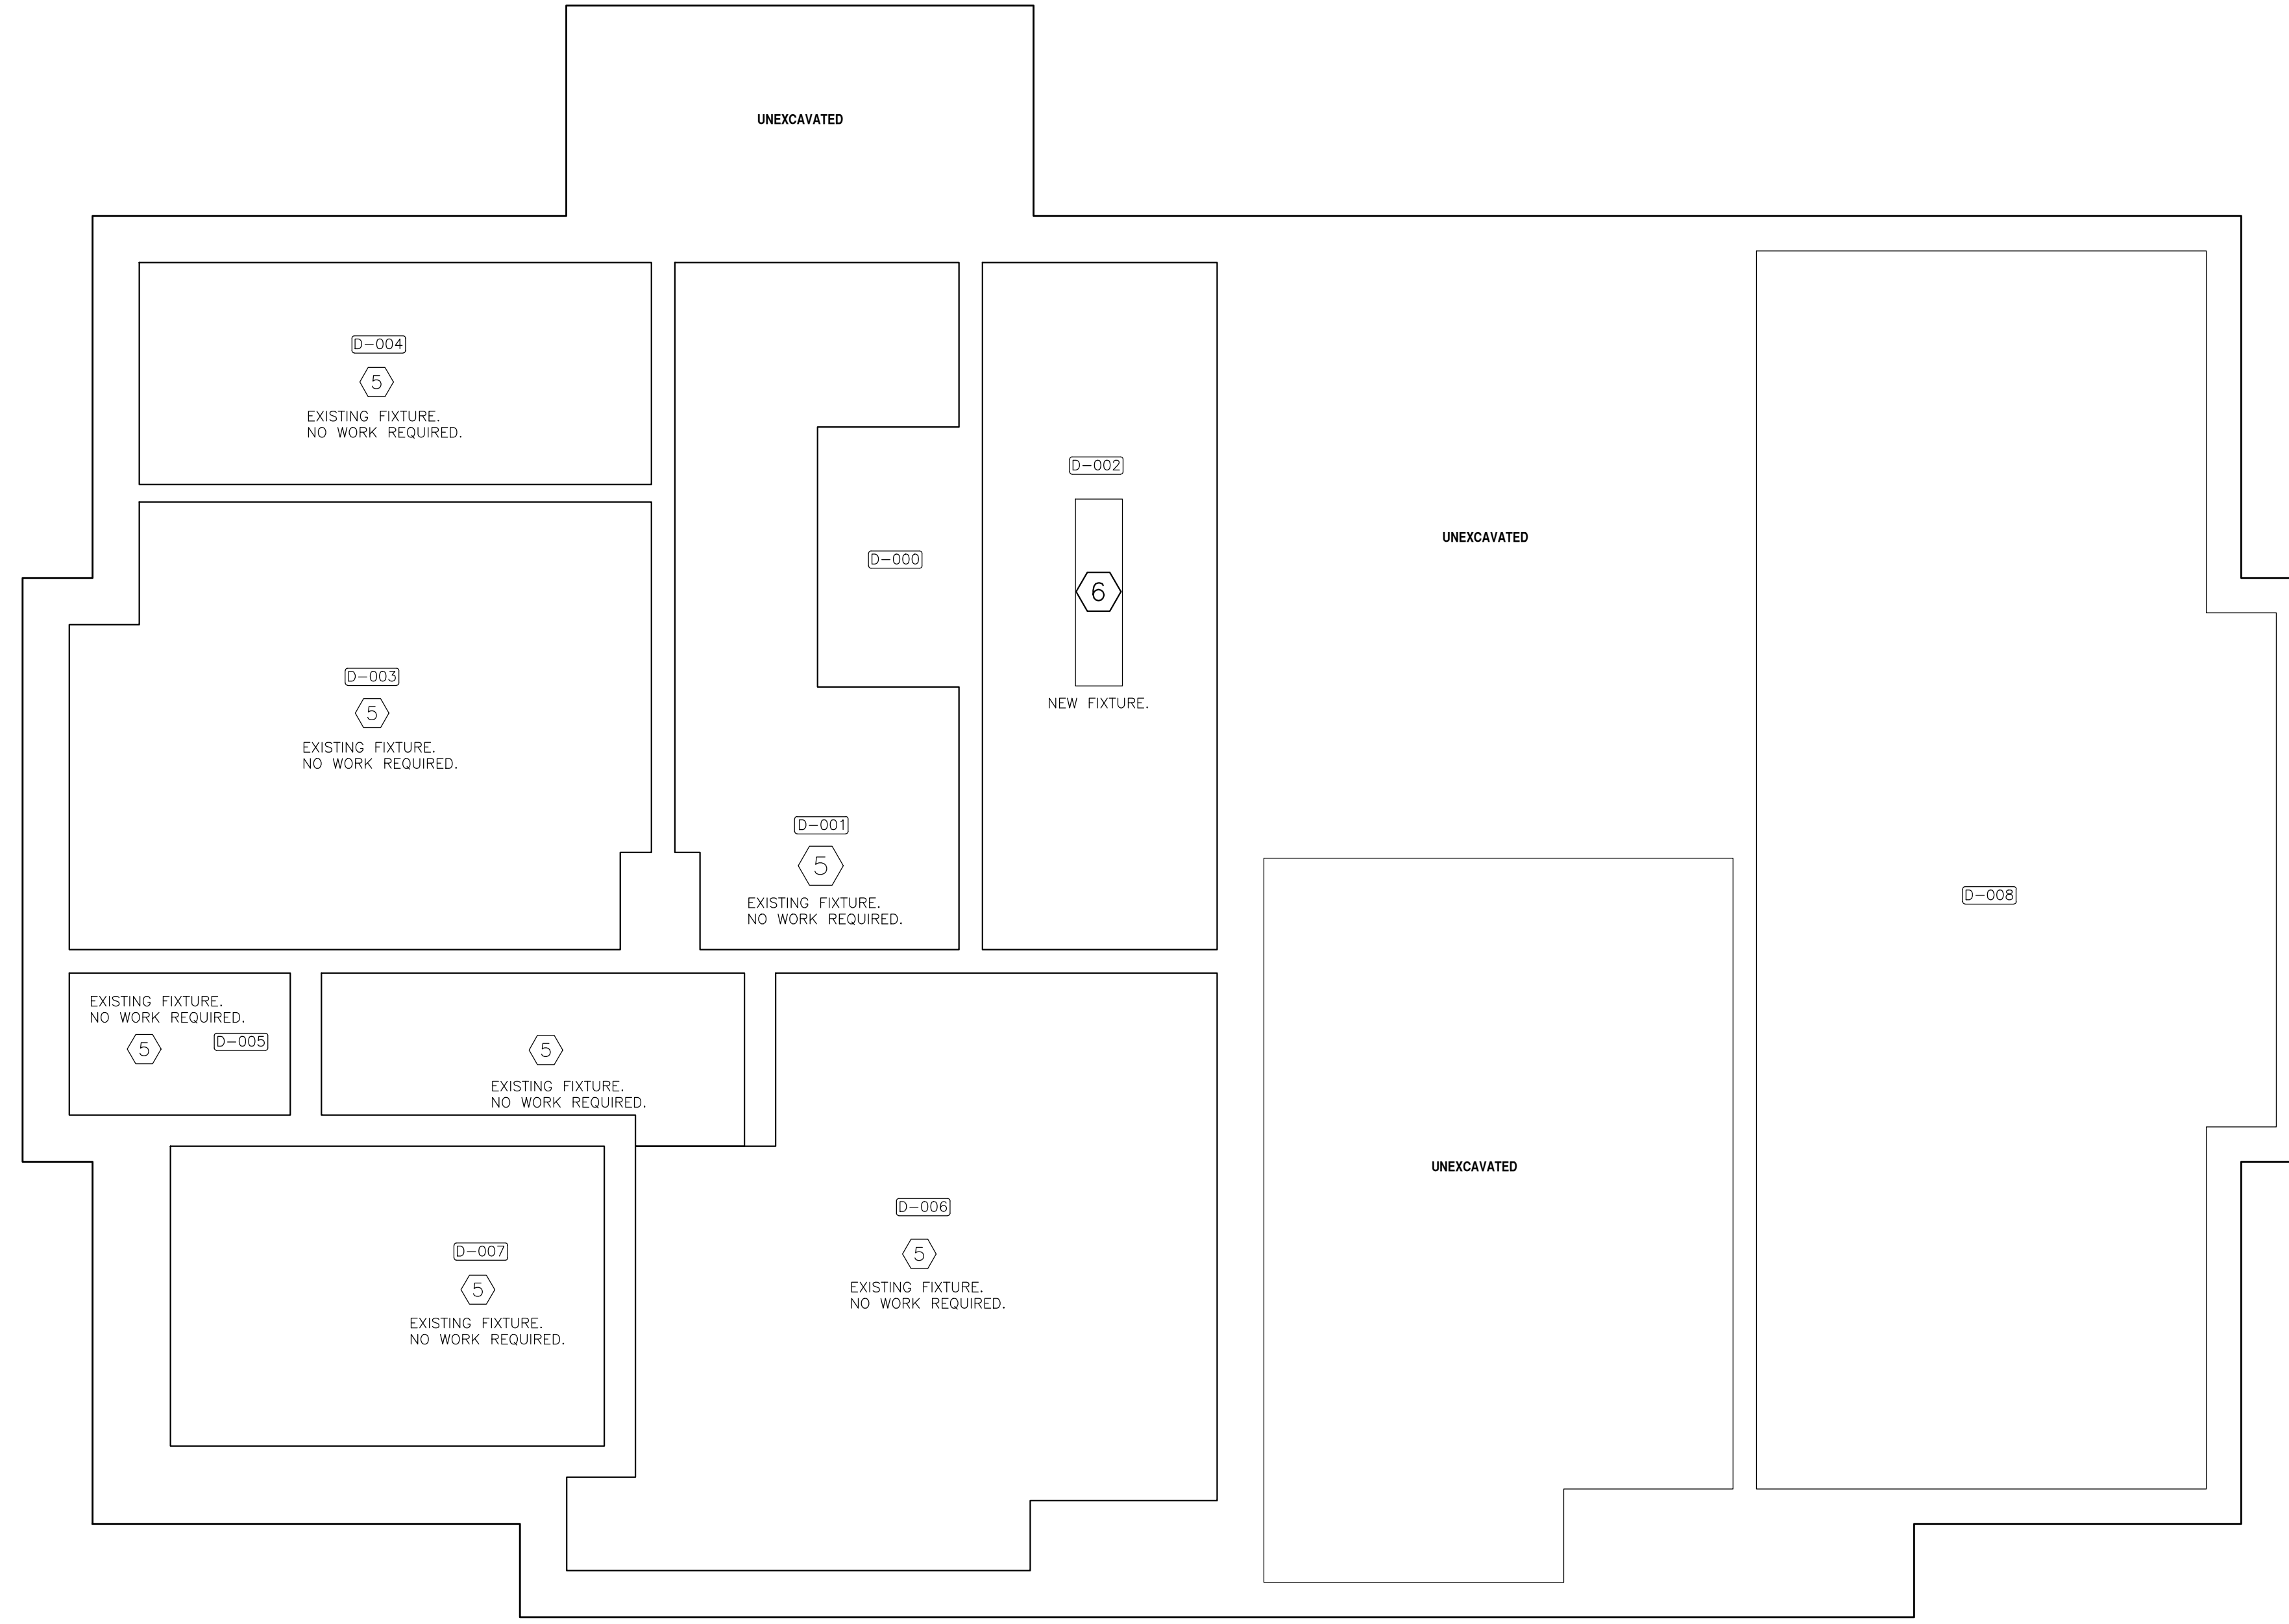 UNEXCAVATED
D-004
5
EXISTING FIXTURE.
NO WORK REQUIRED.
D-002
UNEXCAVATED
D-000
6
D-003
5
NEW FIXTURE.
EXISTING FIXTURE.
NO WORK REQUIRED.
D-001
5
EXISTING FIXTURE.
NO WORK REQUIRED.
D-008
EXISTING FIXTURE.
NO WORK REQUIRED.
5
D-005
5
EXISTING FIXTURE.
NO WORK REQUIRED.
UNEXCAVATED
D-006
5
EXISTING FIXTURE.
NO WORK REQUIRED.
D-007
5
EXISTING FIXTURE.
NO WORK REQUIRED.